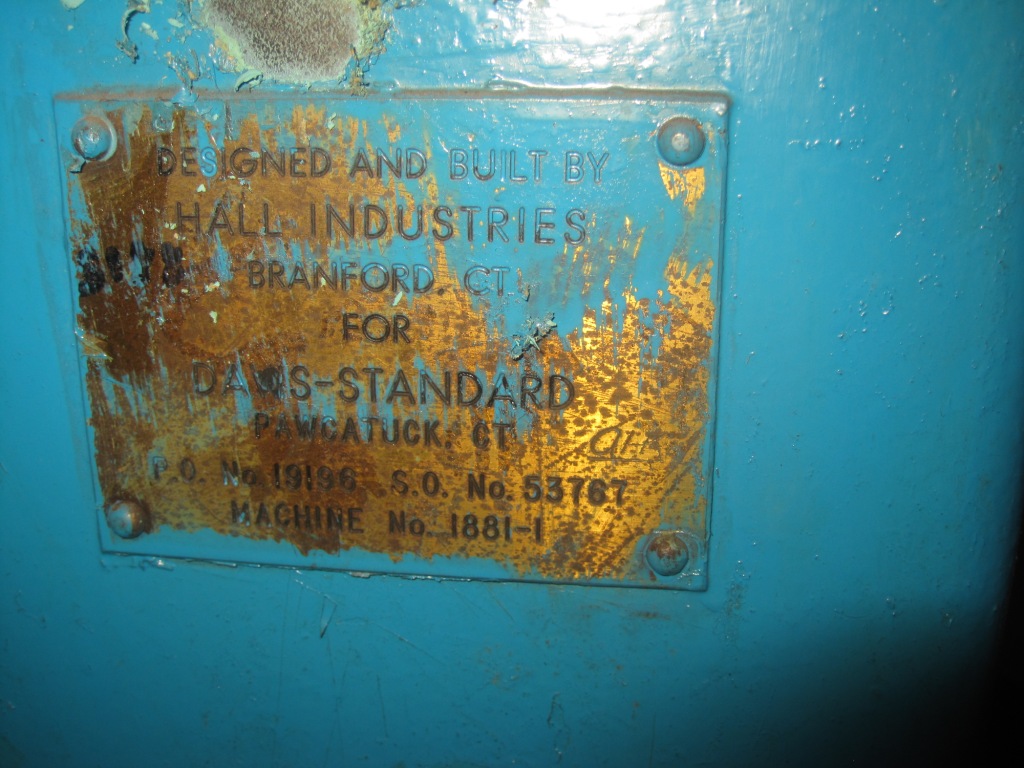 DESIGNED AND BUILT BY
HALL INDUSTRIES
BRANFORD, CT.
FOR
DAVIS-STANDARD
PAWCATUCK, CT
P.O. No. 19196 S.O. No. 53767
MACHINE No. 1881-1